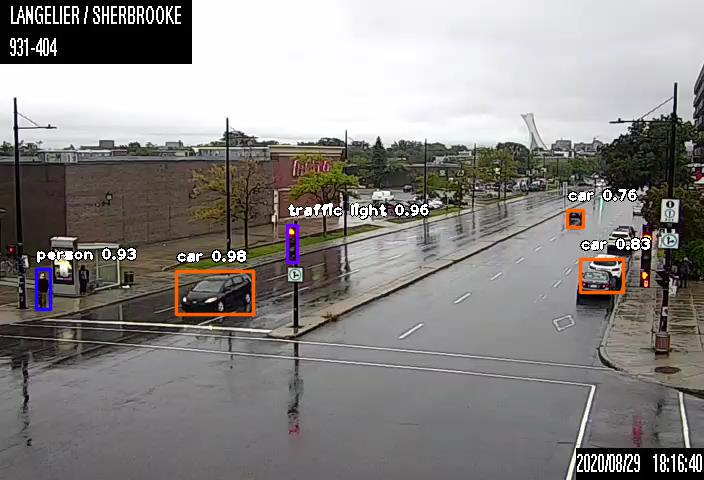 LANGELIER / SHERBROOKE
931-404
car 0.76
traffic light 0.96
car 0.83
person 0.93
car 0.98
2020/08/29 18:16:40